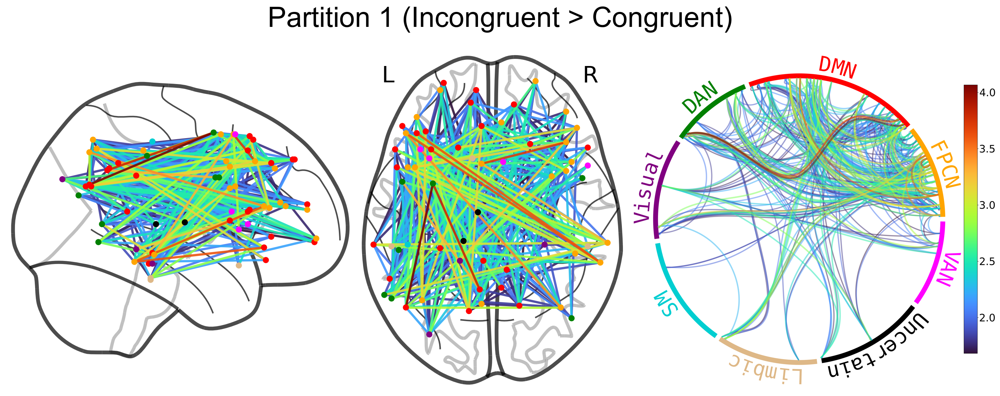 Partition 1 (Incongruent > Congruent)
L
R
DMN
DAN
FPCN
Visual
VAN
SM
Uncertain
Limbic
4.0
3.5
3.0
2.5
2.0